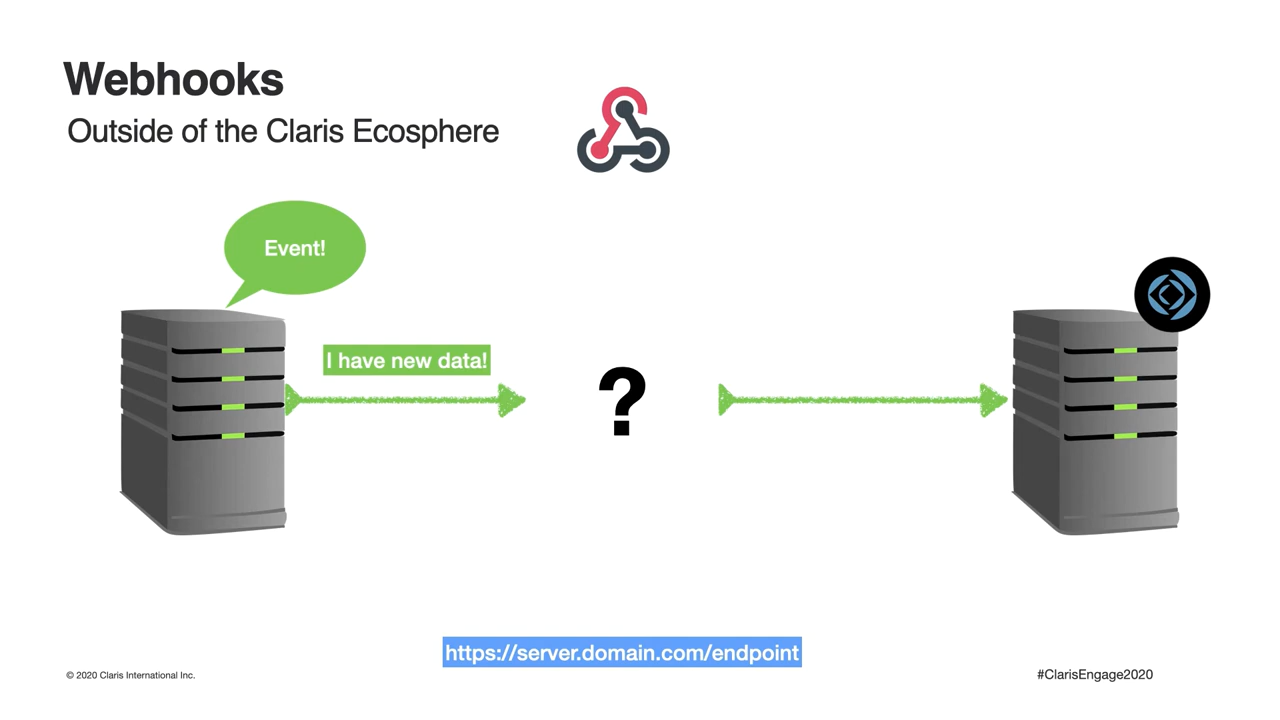 Webhooks
Outside of the Claris Ecosphere
Event!
I have new data!
?
https://server.domain.com/endpoint
© 2020 Claris International Inc.
#ClarisEngage2020